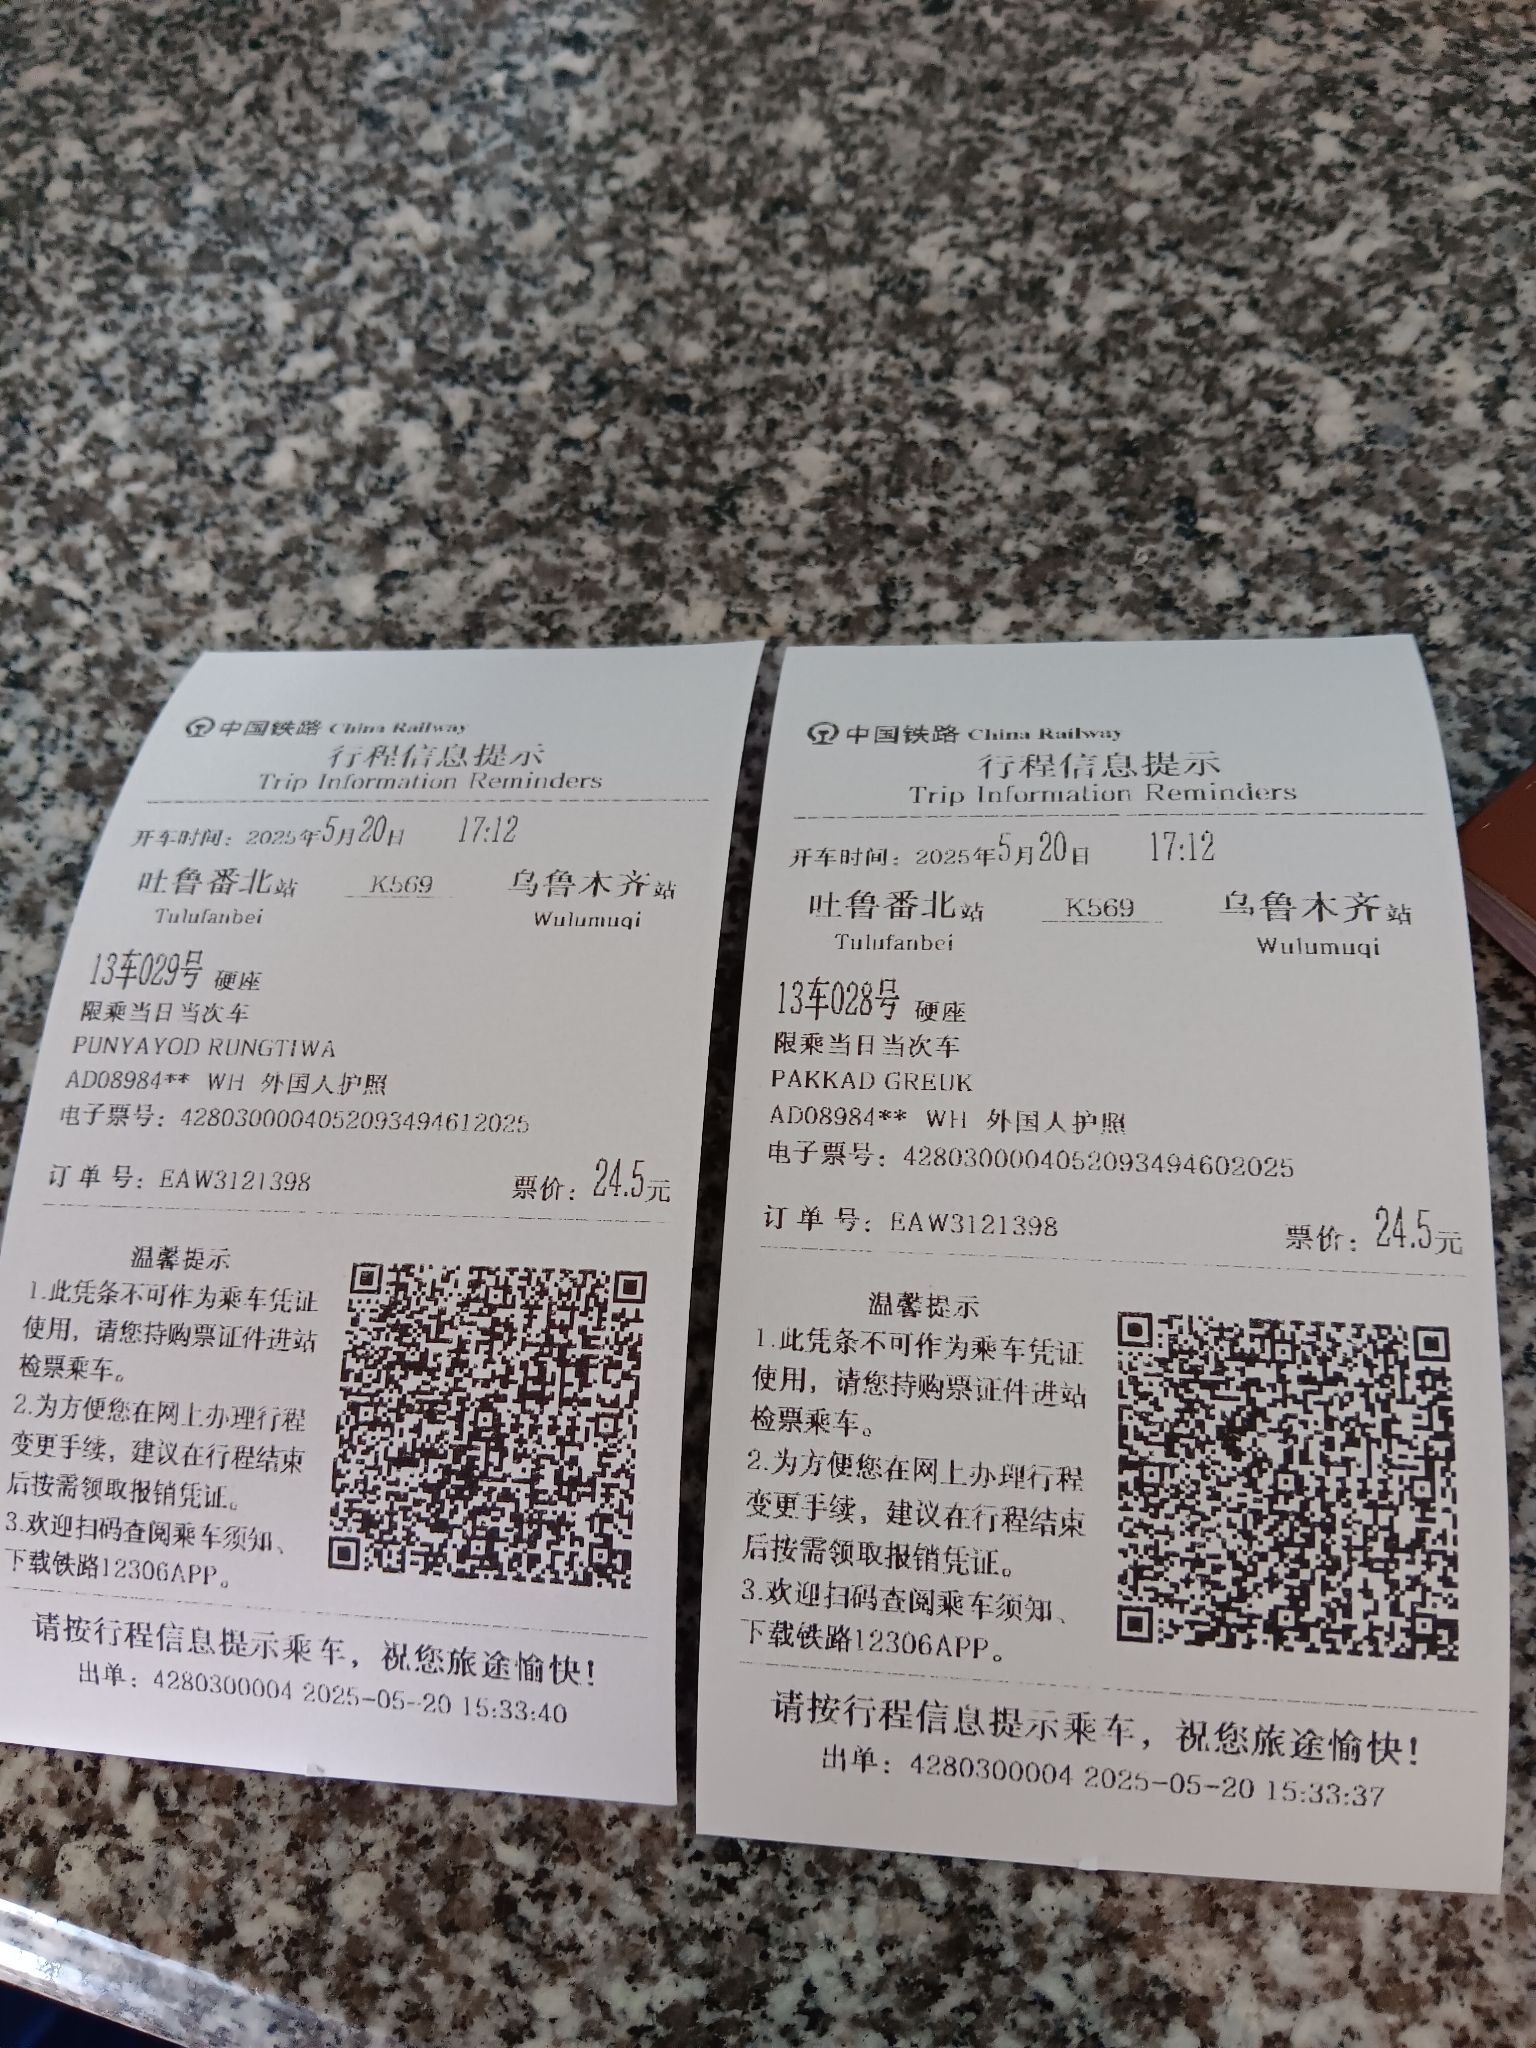 中国铁路 China Railway
行程信息提示
Trip Information Reminders
开车时间：2025年5月20日 17:12
吐鲁番北站 K569 乌鲁木齐站
Tulufanbei Wulumuqi
13车029号 硬座
限乘当日当次车
PUNYAYOD RUNGTIWA
AD08984** WH 外国人护照
电子票号：4280300004052093494612025
订单号：EAW3121398 票价：24.5元
温馨提示
1.此凭条不可作为乘车凭证
使用，请您持购票证件进站
检票乘车。
2.为方便您在网上办理行程
变更手续，建议在行程结束
后按需领取报销凭证。
3.欢迎扫码查阅乘车须知、
下载铁路12306APP。
请按行程信息提示乘车，祝您旅途愉快！
出单：4280300004 2025-05-20 15:33:40
中国铁路 China Railway
行程信息提示
Trip Information Reminders
开车时间：2025年5月20日 17:12
吐鲁番北站 K569 乌鲁木齐站
Tulufanbei Wulumuqi
13车028号 硬座
限乘当日当次车
PAKKAD GREUK
AD08984** WH 外国人护照
电子票号：4280300004052093494602025
订单号：EAW3121398 票价：24.5元
温馨提示
1.此凭条不可作为乘车凭证
使用，请您持购票证件进站
检票乘车。
2.为方便您在网上办理行程
变更手续，建议在行程结束
后按需领取报销凭证。
3.欢迎扫码查阅乘车须知、
下载铁路12306APP。
请按行程信息提示乘车，祝您旅途愉快！
出单：4280300004 2025-05-20 15:33:37